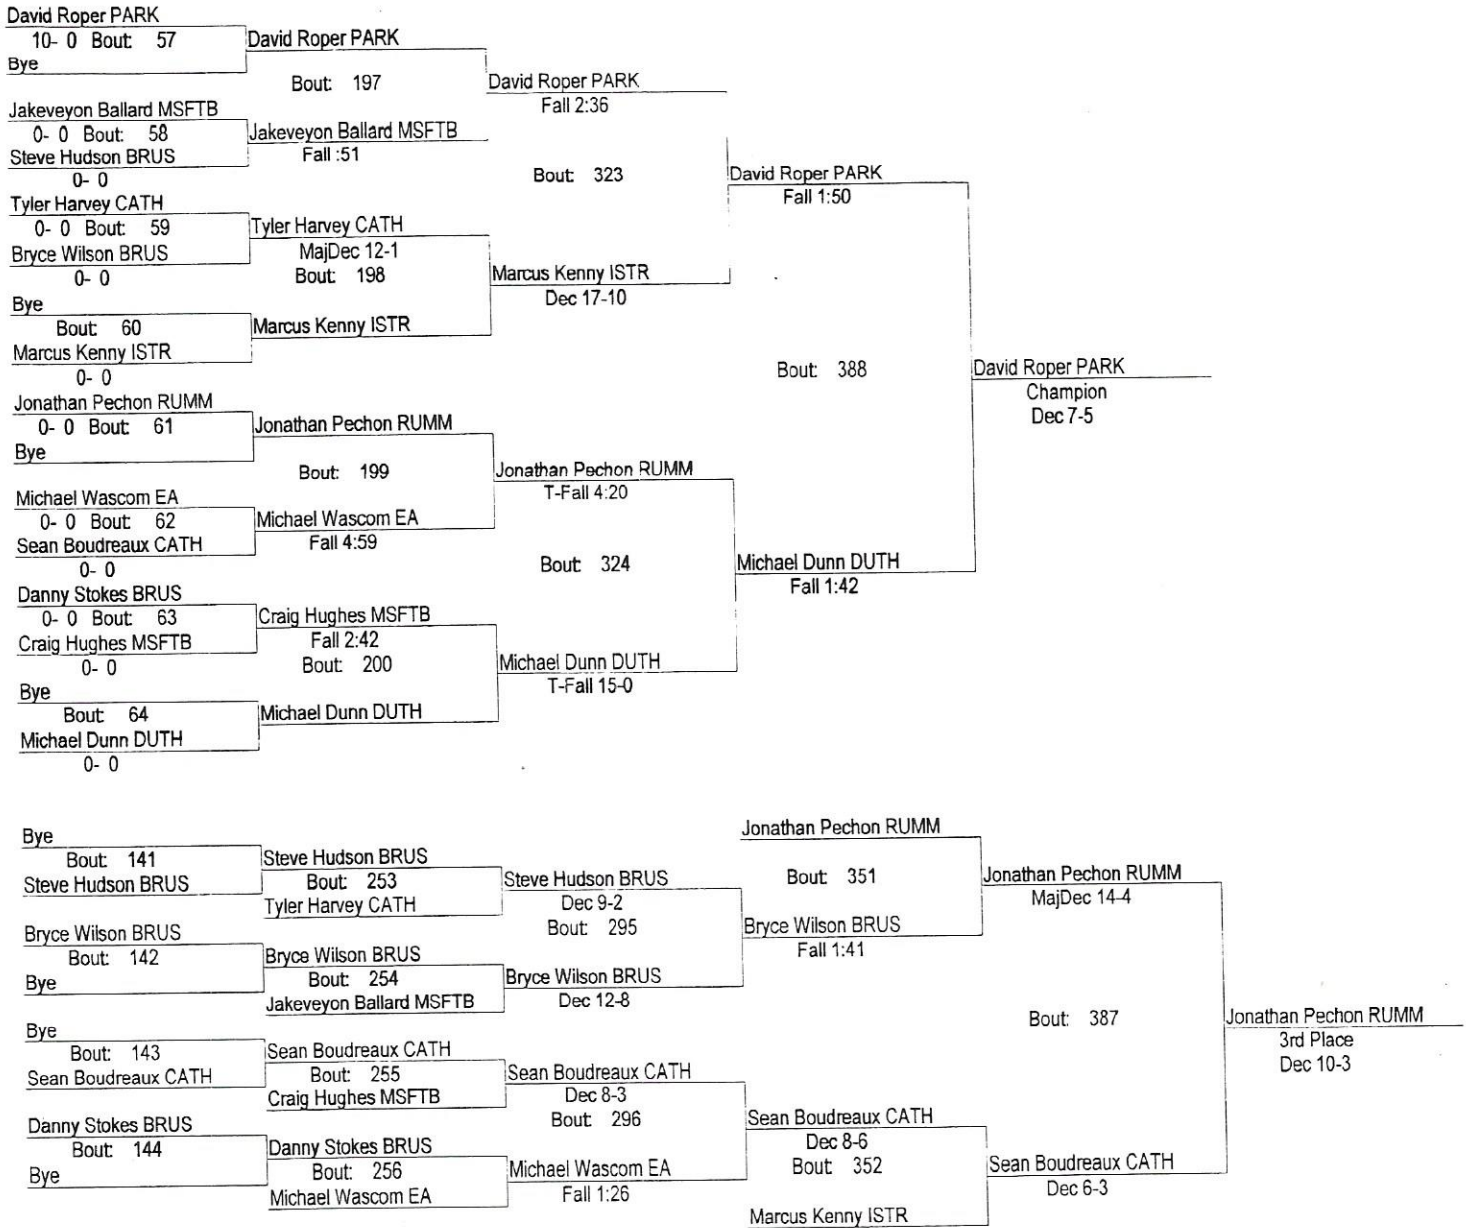 David Roper PARK
10- 0 Bout: 57
Bye
David Roper PARK
Bout: 197
Jakeveyon Ballard MSFTB
0- 0 Bout: 58
Steve Hudson BRUS
0- 0
Jakeveyon Ballard MSFTB
Fall :51
David Roper PARK
Fall 2:36
Bout: 323
Tyler Harvey CATH
0- 0 Bout: 59
Bryce Wilson BRUS
0- 0
Tyler Harvey CATH
MajDec 12-1
Bout: 198
Bye
Bout: 60
Marcus Kenny ISTR
0- 0
Marcus Kenny ISTR
Marcus Kenny ISTR
Dec 17-10
David Roper PARK
Fall 1:50
Bout: 388
David Roper PARK
Champion
Dec 7-5
Jonathan Pechon RUMM
0- 0 Bout: 61
Bye
Jonathan Pechon RUMM
Bout: 199
Michael Wascom EA
0- 0 Bout: 62
Sean Boudreaux CATH
0- 0
Michael Wascom EA
Fall 4:59
Jonathan Pechon RUMM
T-Fall 4:20
Bout: 324
Danny Stokes BRUS
0- 0 Bout: 63
Craig Hughes MSFTB
0- 0
Craig Hughes MSFTB
Fall 2:42
Bout: 200
Bye
Bout: 64
Michael Dunn DUTH
0- 0
Michael Dunn DUTH
Michael Dunn DUTH
T-Fall 15-0
Michael Dunn DUTH
Fall 1:42
Bye
Bout: 141
Steve Hudson BRUS
Steve Hudson BRUS
Bout: 253
Tyler Harvey CATH
Steve Hudson BRUS
Dec 9-2
Bout: 295
Bryce Wilson BRUS
Bout: 142
Bye
Bryce Wilson BRUS
Bout: 254
Jakeveyon Ballard MSFTB
Bryce Wilson BRUS
Dec 12-8
Jonathan Pechon RUMM
Bout: 351
Bryce Wilson BRUS
Fall 1:41
Jonathan Pechon RUMM
MajDec 14-4
Bout: 387
Jonathan Pechon RUMM
3rd Place
Dec 10-3
Bye
Bout: 143
Sean Boudreaux CATH
Sean Boudreaux CATH
Bout: 255
Craig Hughes MSFTB
Sean Boudreaux CATH
Dec 8-3
Bout: 296
Danny Stokes BRUS
Bout: 144
Bye
Danny Stokes BRUS
Bout: 256
Michael Wascom EA
Michael Wascom EA
Fall 1:26
Sean Boudreaux CATH
Dec 8-6
Bout: 352
Marcus Kenny ISTR
Sean Boudreaux CATH
Dec 6-3